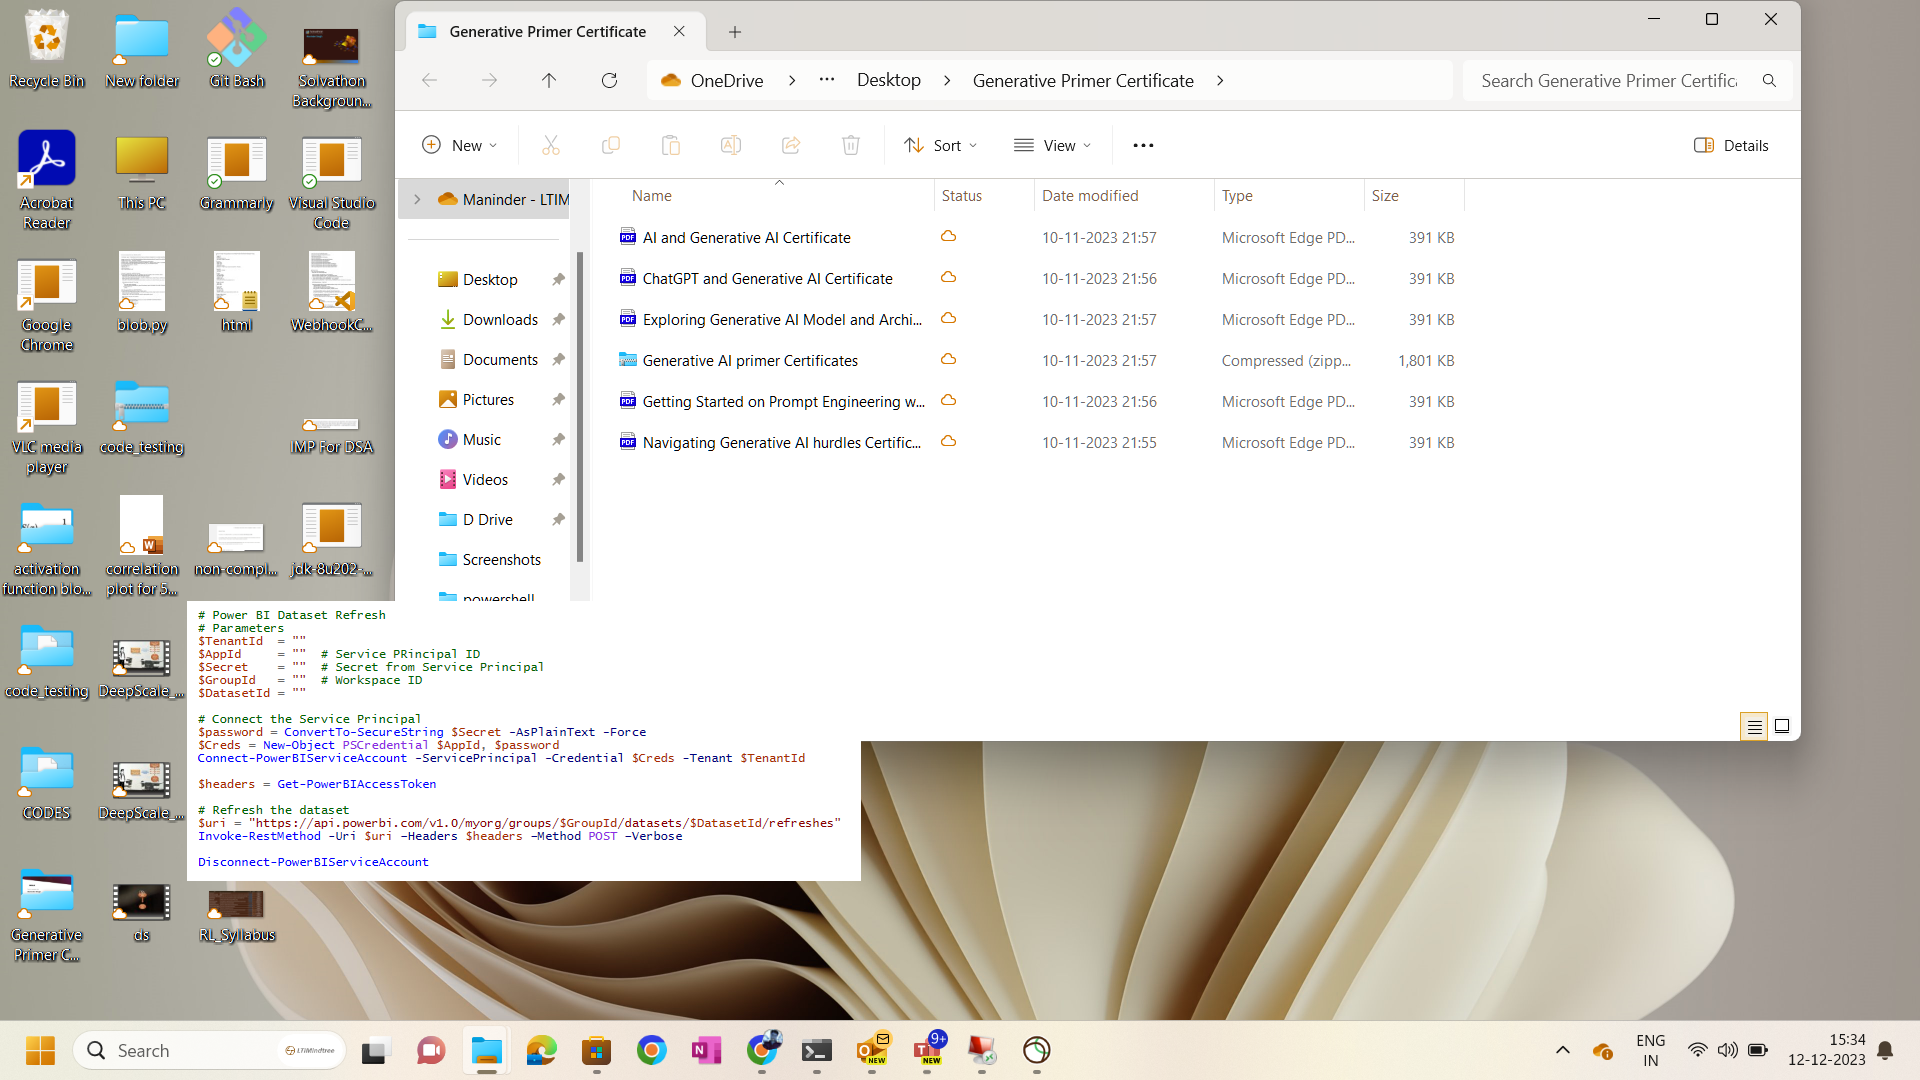 Generative Primer Certificate
OneDrive > ... Desktop > Generative Primer Certificate >
Search Generative Primer Certific
New
Sort
View
Details
Maninder - LTIM
Desktop
Downloads
Documents
Pictures
Music
Videos
D Drive
Screenshots
powershell
Name Status Date modified Type Size
AI and Generative AI Certificate 10-11-2023 21:57 Microsoft Edge PD... 391 KB
ChatGPT and Generative AI Certificate 10-11-2023 21:56 Microsoft Edge PD... 391 KB
Exploring Generative AI Model and Archi... 10-11-2023 21:57 Microsoft Edge PD... 391 KB
Generative AI primer Certificates 10-11-2023 21:57 Compressed (zipp... 1,801 KB
Getting Started on Prompt Engineering w... 10-11-2023 21:56 Microsoft Edge PD... 391 KB
Navigating Generative AI hurdles Certific... 10-11-2023 21:55 Microsoft Edge PD... 391 KB
Recycle Bin
New folder
Git Bash
Solvathon
Backgroun...
Acrobat
Reader
This PC
Grammarly
Visual Studio
Code
Google
Chrome
blob.py
html
WebhookC...
VLC media
player
code_testing
IMP For DSA
activation
function blo...
correlation
plot for 5...
non-compl...
jdk-8u202-...
code_testing
DeepScale_...
CODES
DeepScale_...
Generative
Primer C...
ds
RL_Syllabus
# Power BI Dataset Refresh
# Parameters
$TenantId = ""
$AppId = "" # Service PRincipal ID
$Secret = "" # Secret from Service Principal
$GroupId = "" # Workspace ID
$DatasetId = ""
# Connect the Service Principal
$password = ConvertTo-SecureString $Secret -AsPlainText -Force
$Creds = New-Object PSCredential $AppId, $password
Connect-PowerBIServiceAccount -ServicePrincipal -Credential $Creds -Tenant $TenantId
$headers = Get-PowerBIAccessToken
# Refresh the dataset
$uri = "https://api.powerbi.com/v1.0/myorg/groups/$GroupId/datasets/$DatasetId/refreshes"
Invoke-RestMethod -Uri $uri -Headers $headers -Method POST -Verbose
Disconnect-PowerBIServiceAccount
Search
LTIMindtree
NEW
9+
NEW
ENG
IN
15:34
12-12-2023